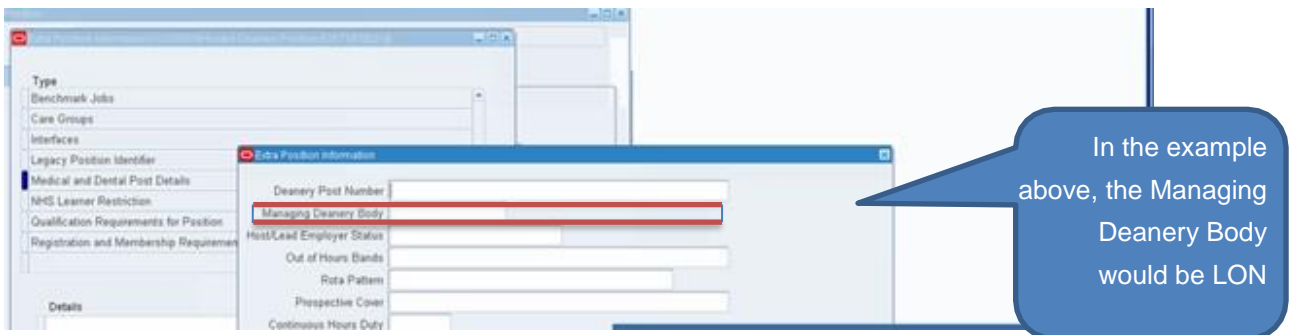 Type
Benchmark Jobs
Care Groups
Interfaces
Legacy Position Identifier
Medical and Dental Post Details
NHS Learner Restriction
Qualification Requirements for Position
Registration and Membership Requiremen
Details
Extra Position Information
Deanery Post Number
Managing Deanery Body
Host/Lead Employer Status
Out of Hours Bands
Rota Pattern
Prospective Cover
Continuous Hours Duty
In the example
above, the Managing
Deanery Body
would be LON